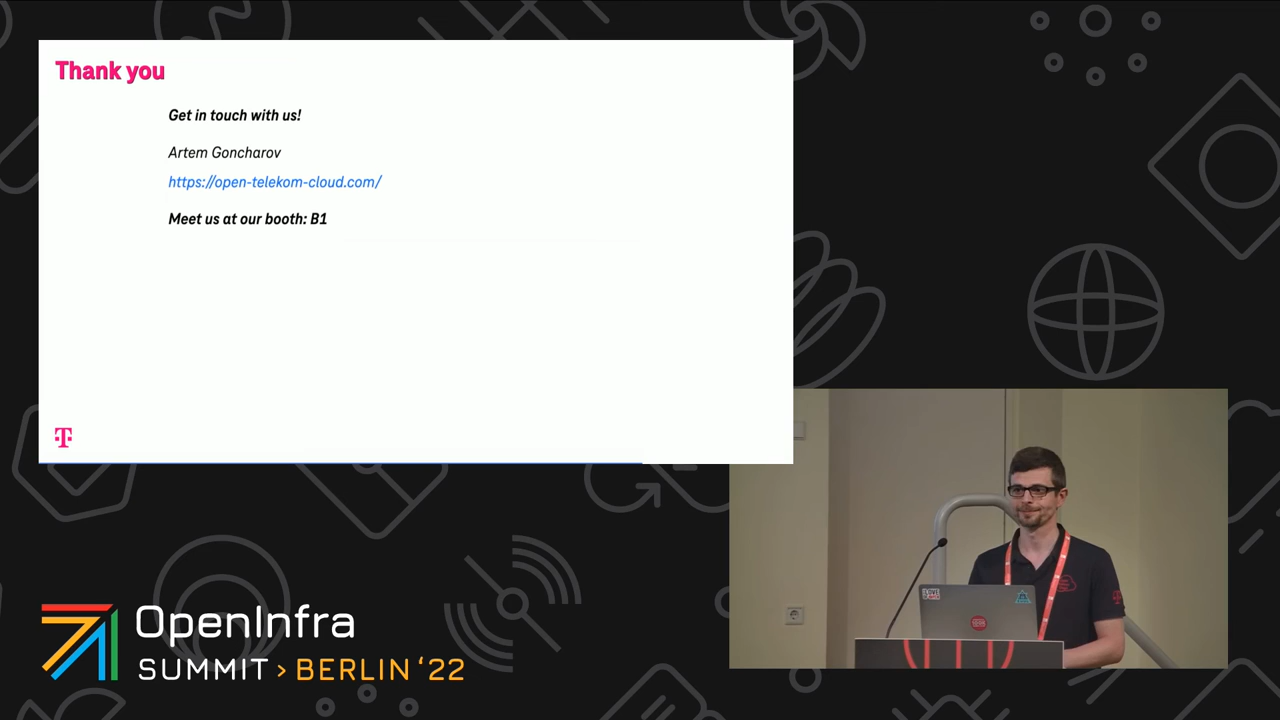 Thank you
Get in touch with us!
Artem Goncharov
https://open-telekom-cloud.com/
Meet us at our booth: B1
T
OpenInfra
SUMMIT > BERLIN ‘22